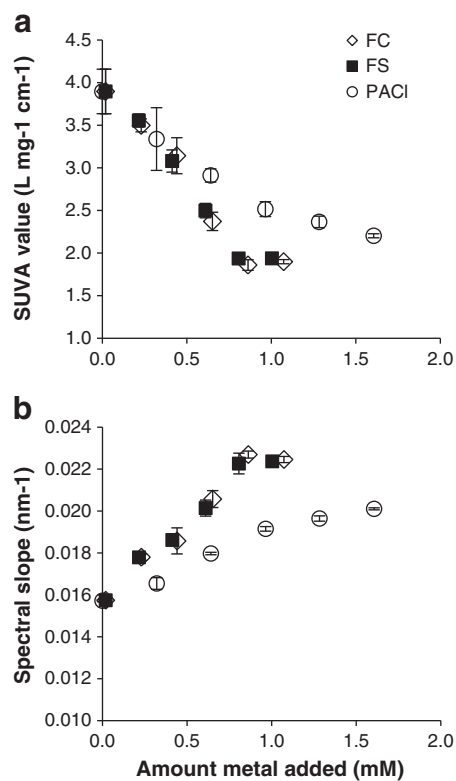 a
FC
FS
PACl
SUVA value (L mg-1 cm-1)
4.5
4.0
3.5
3.0
2.5
2.0
1.5
1.0
0.0 0.5 1.0 1.5 2.0
b
Spectral slope (nm-1)
0.024
0.022
0.020
0.018
0.016
0.014
0.012
0.010
0.0 0.5 1.0 1.5 2.0
Amount metal added (mM)